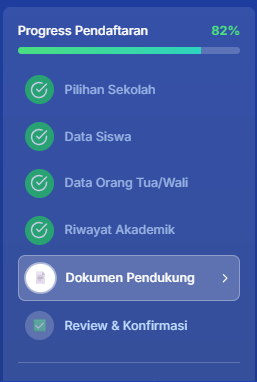 Progress Pendaftaran 82%
Pilihan Sekolah
Data Siswa
Data Orang Tua/Wali
Riwayat Akademik
Dokumen Pendukung
Review & Konfirmasi